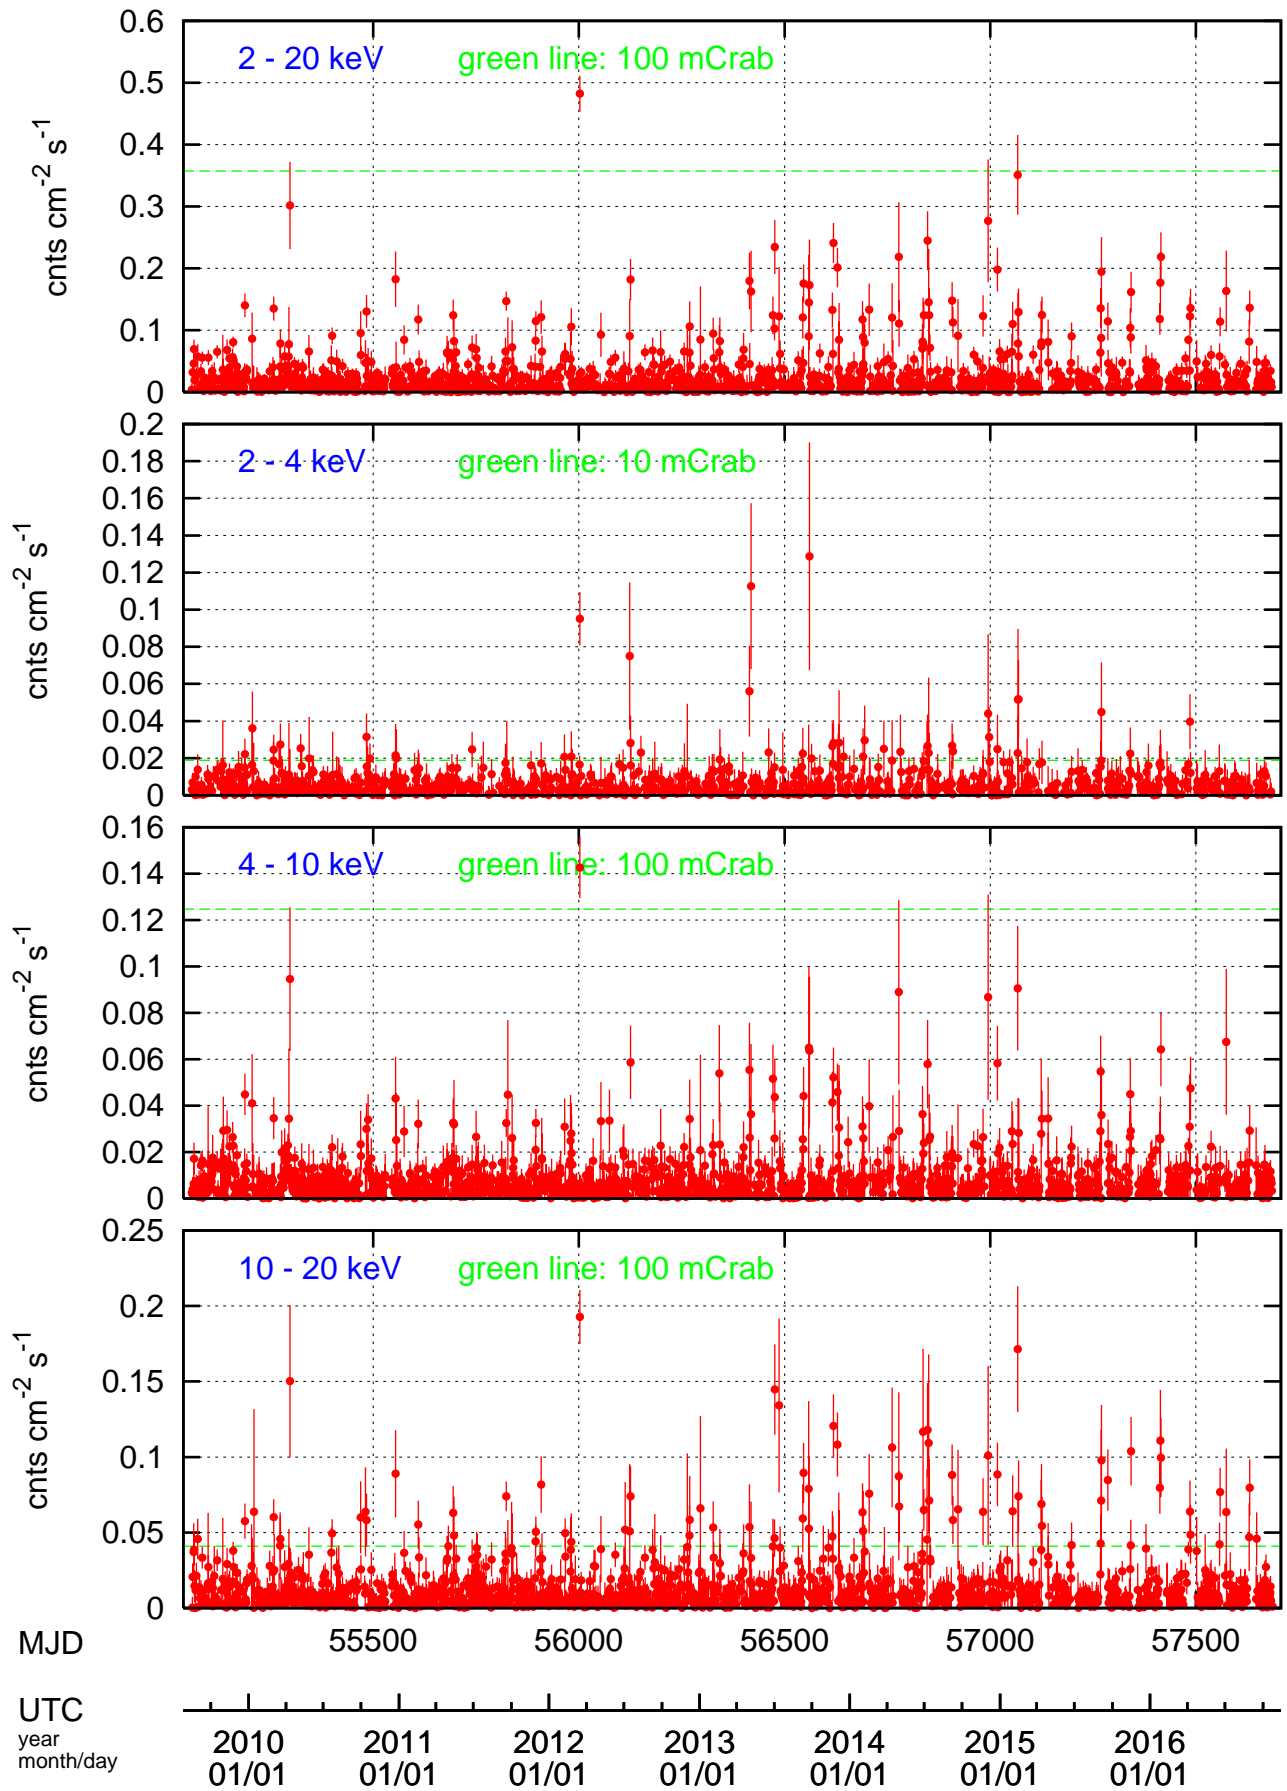 0.6
2 - 20 keV green line: 100 mCrab
0.5
0.4
0.3
0.2
0.1
0
cnts cm-2 s-1
0.2
0.18
2 - 4 keV green line: 10 mCrab
0.16
0.14
0.12
0.1
0.08
0.06
0.04
0.02
0
cnts cm-2 s-1
0.16
4 - 10 keV green line: 100 mCrab
0.14
0.12
0.1
0.08
0.06
0.04
0.02
0
cnts cm-2 s-1
0.25
10 - 20 keV green line: 100 mCrab
0.2
0.15
0.1
0.05
0
cnts cm-2 s-1
MJD 55500 56000 56500 57000 57500
UTC
year 2010 2011 2012 2013 2014 2015 2016
month/day 01/01 01/01 01/01 01/01 01/01 01/01 01/01